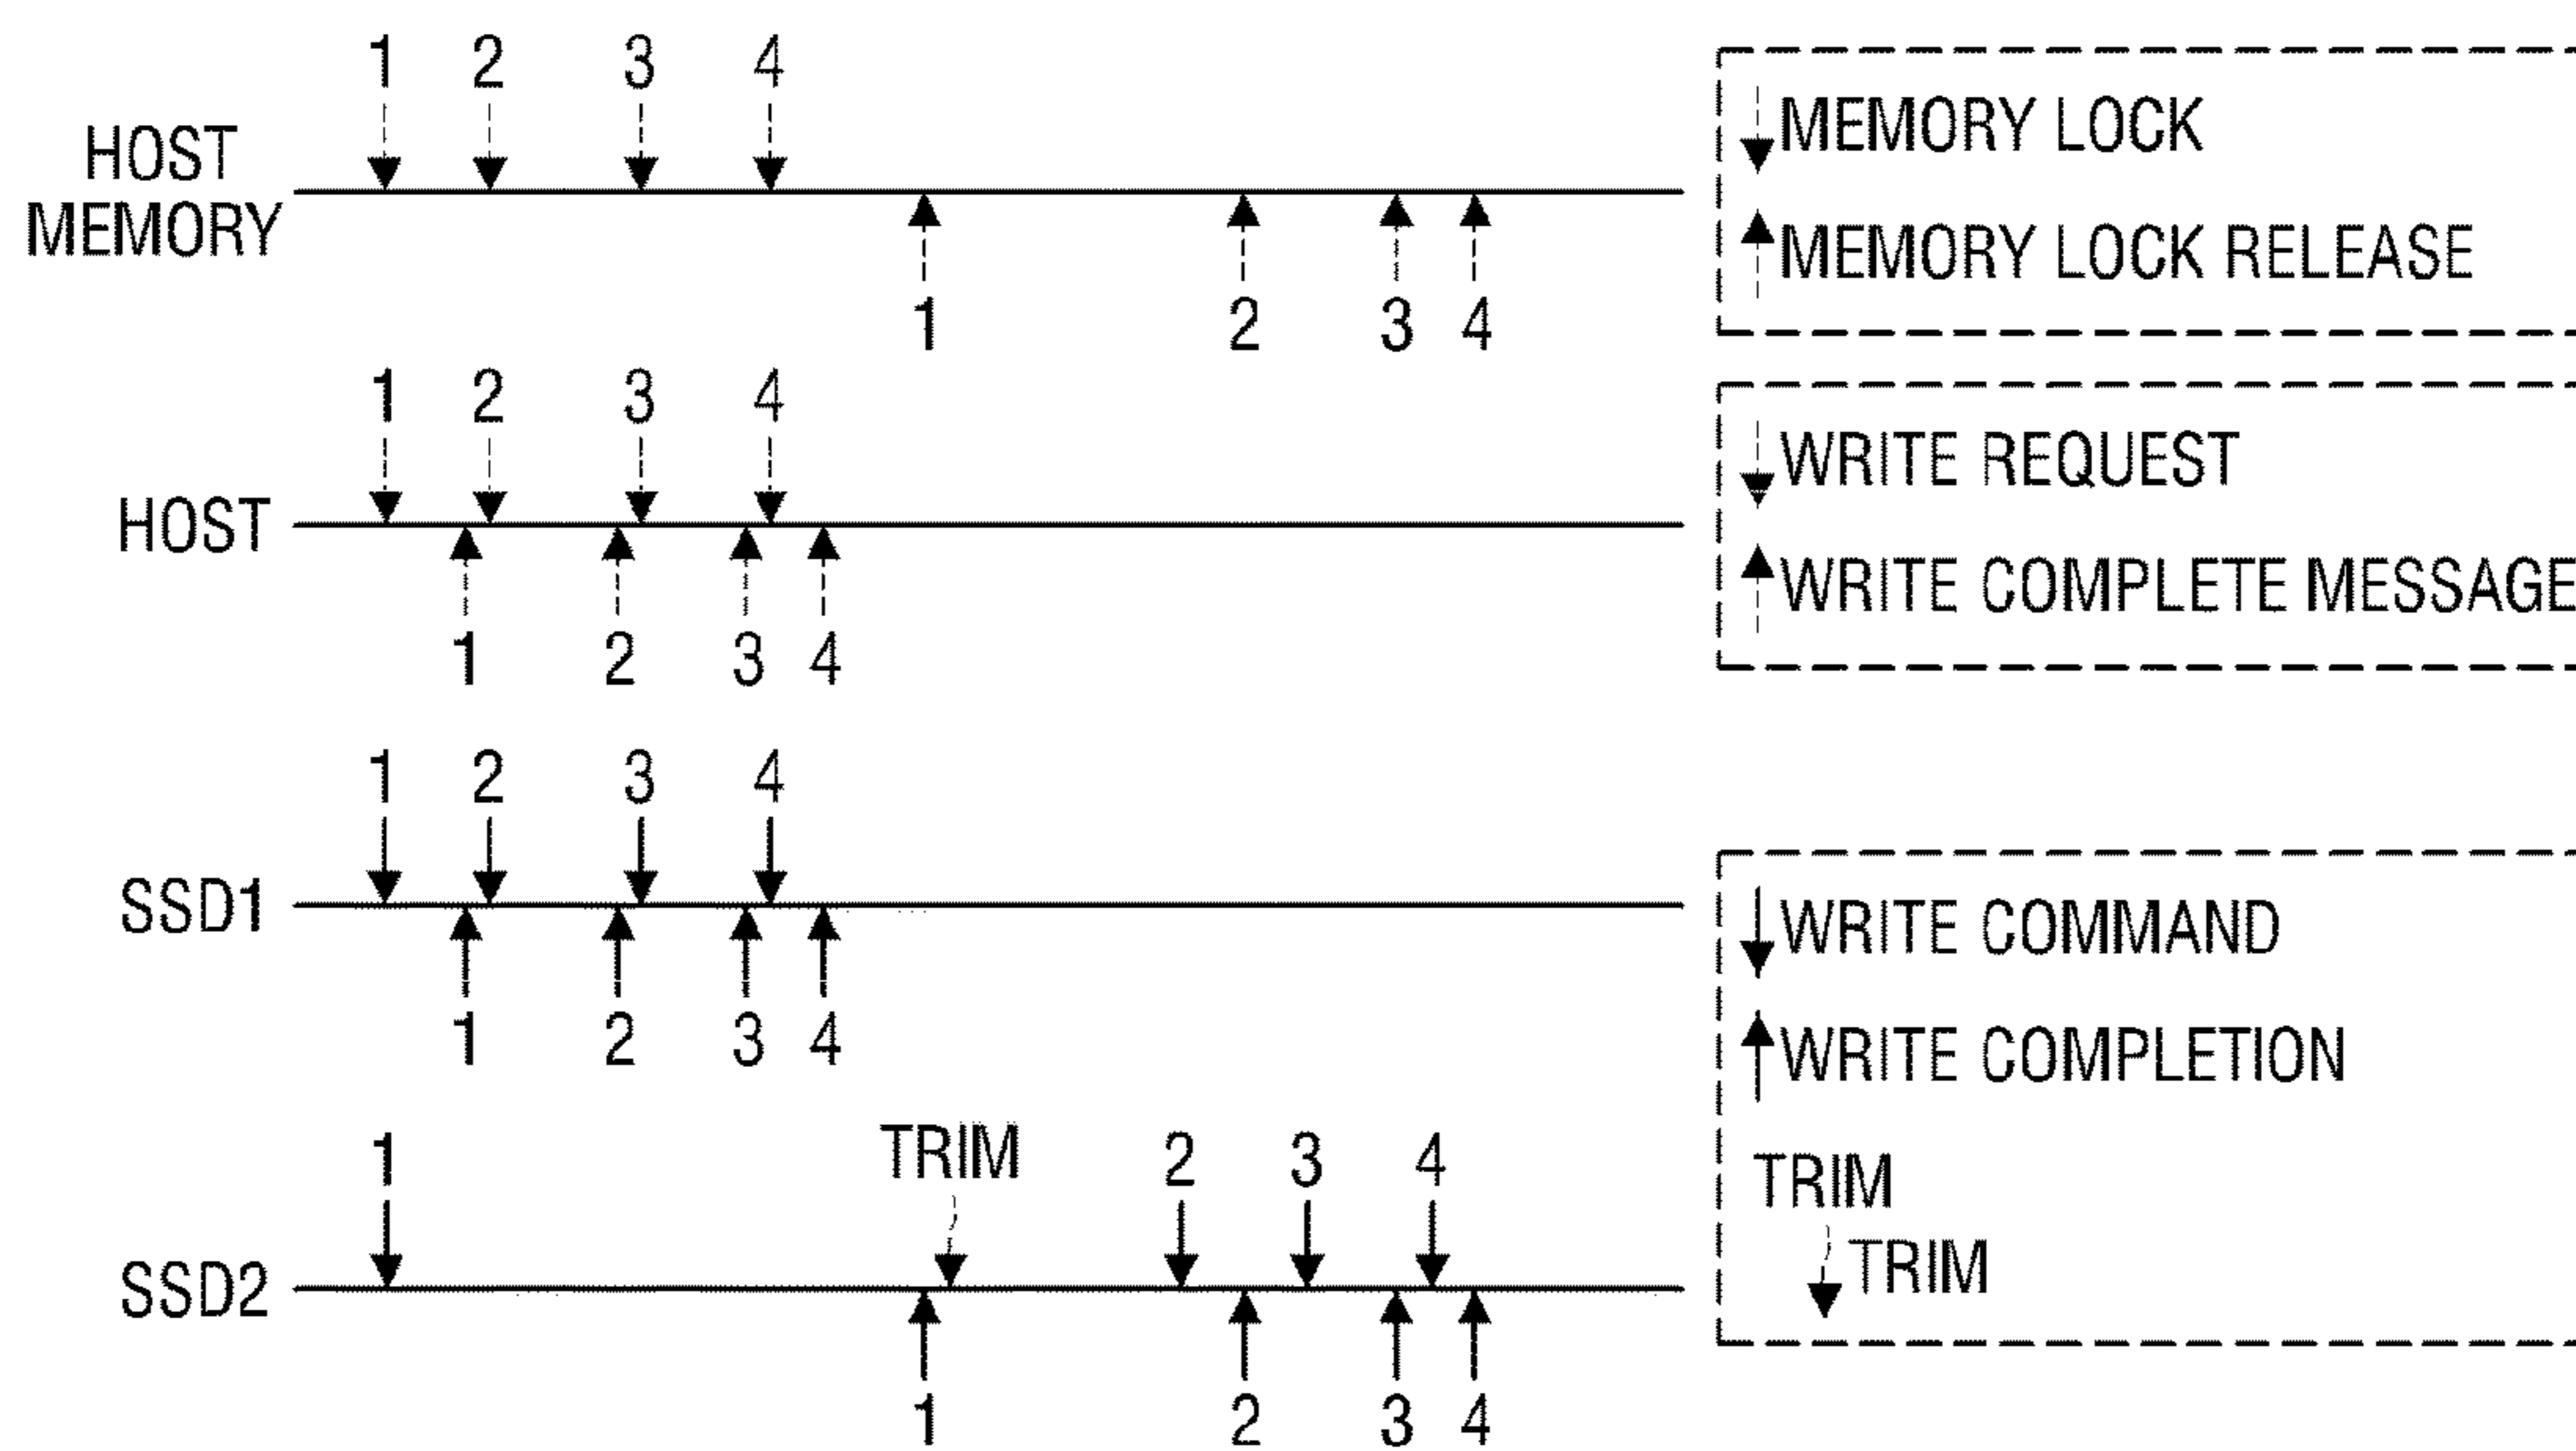 1 2 3 4
HOST
MEMORY
1 2 3 4
MEMORY LOCK
MEMORY LOCK RELEASE
1 2 3 4
HOST
1 2 3 4
WRITE REQUEST
WRITE COMPLETE MESSAGE
1 2 3 4
SSD1
1 2 3 4
1 TRIM 2 3 4
SSD2
1 2 3 4
WRITE COMMAND
WRITE COMPLETION
TRIM
TRIM